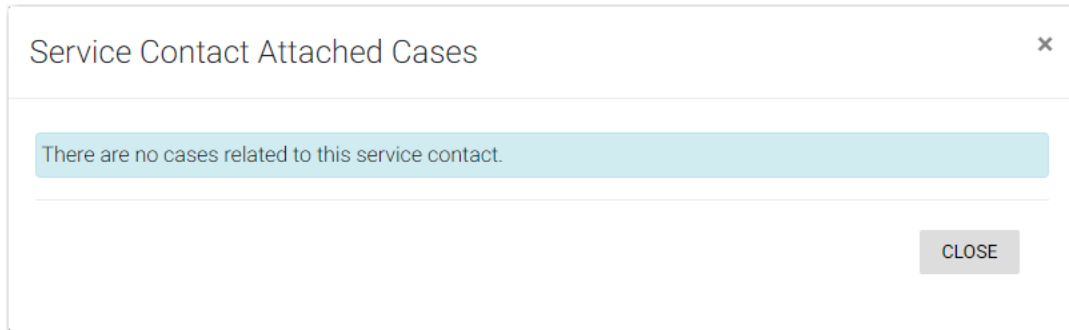 Service Contact Attached Cases
×
There are no cases related to this service contact.
CLOSE